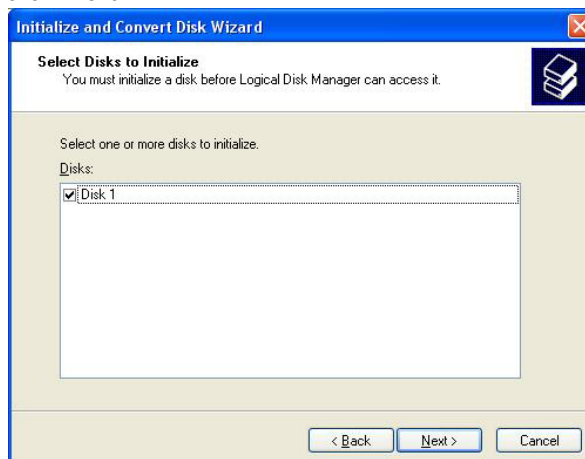 Initialize and Convert Disk Wizard
Select Disks to Initialize
You must initialize a disk before Logical Disk Manager can access it.
Select one or more disks to initialize.
Disks:
Disk 1
< Back
Next >
Cancel